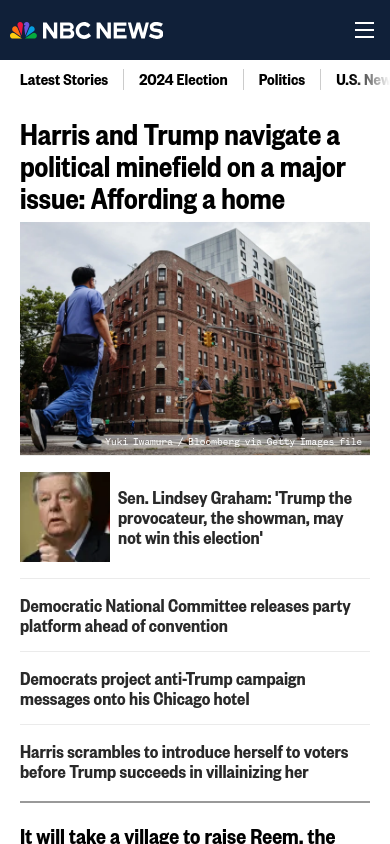 NBC NEWS
Latest Stories
2024 Election
Politics
U.S. New
Harris and Trump navigate a
political minefield on a major
issue: Affording a home
Yuki Iwamura / Bloomberg via Getty Images file
Sen. Lindsey Graham: 'Trump the
provocateur, the showman, may
not win this election'
Democratic National Committee releases party
platform ahead of convention
Democrats project anti-Trump campaign
messages onto his Chicago hotel
Harris scrambles to introduce herself to voters
before Trump succeeds in villainizing her
It will take a village to raise Reem, the